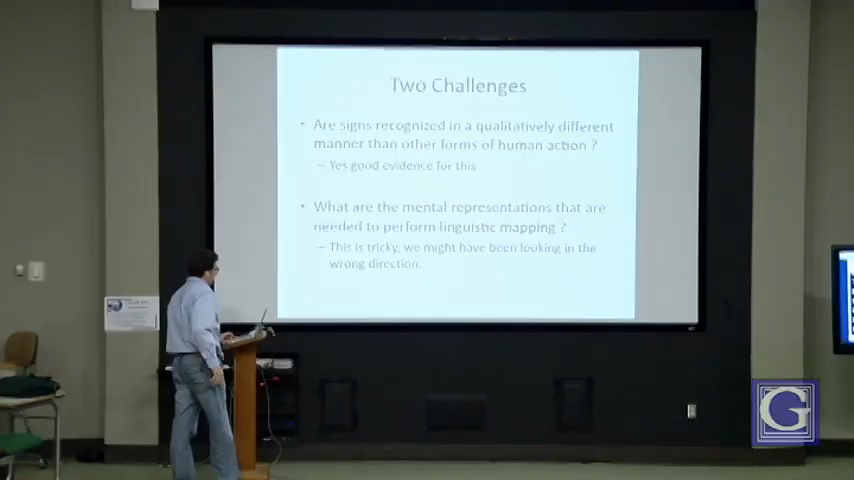 Two Challenges
• Are signs recognized in a qualitatively different
manner than other forms of human action ?
– Yes good evidence for this
• What are the mental representations that are
needed to perform linguistic mapping ?
– This is tricky, we might have been looking in the
wrong direction.
G